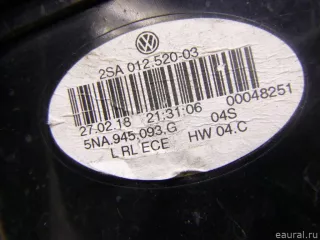 2SA 012.520-03
27.02.18 21:31:06 00048251
5NA.945.093.G 04S
L RL ECE HW 04.C
© eaural.ru